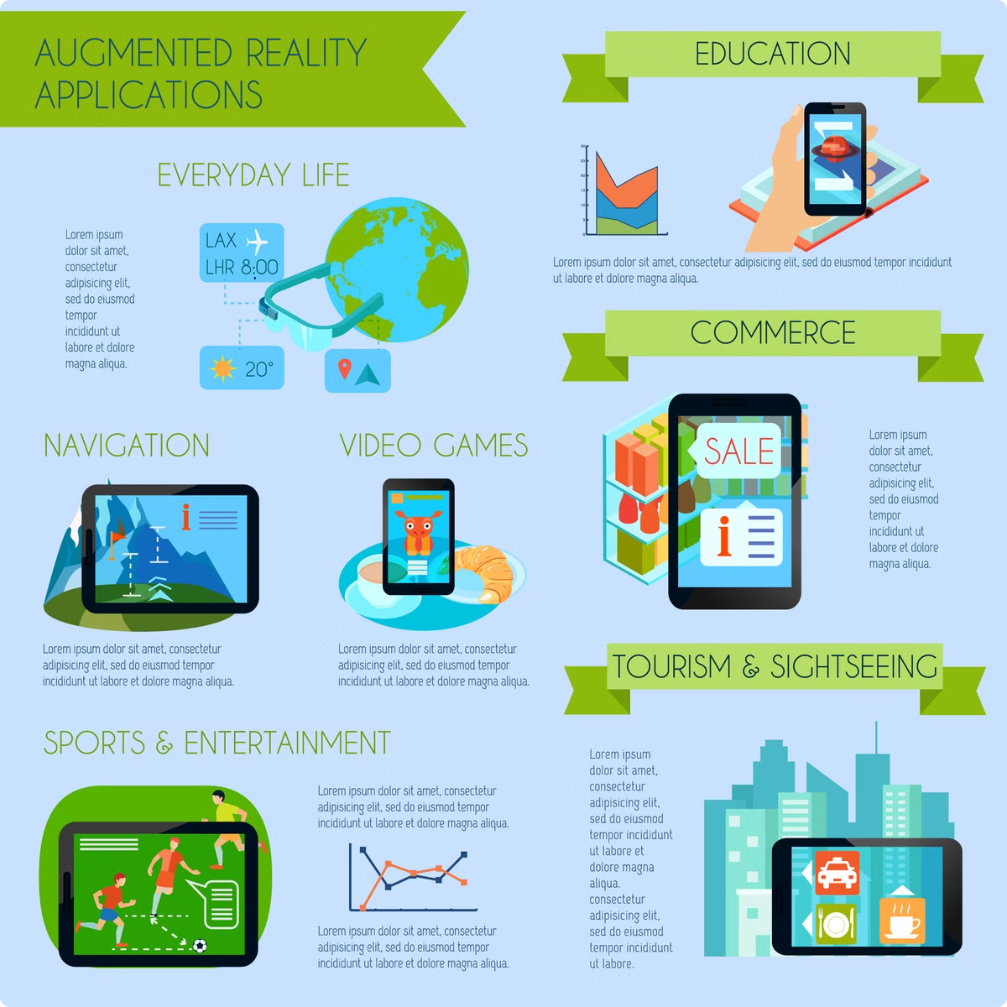 AUGMENTED REALITY
APPLICATIONS
EVERYDAY LIFE
Lorem ipsum
dolor sit amet,
consectetur
adipisicing elit,
sed do eiusmod
tempor
incididunt ut
labore et dolore
magna aliqua.
LAX
LHR 8:00
20°
NAVIGATION
i
Lorem ipsum dolor sit amet, consectetur
adipisicing elit, sed do eiusmod tempor
incididunt ut labore et dolore magna aliqua.
VIDEO GAMES
Lorem ipsum dolor sit amet, consectetur
adipisicing elit, sed do eiusmod tempor
incididunt ut labore et dolore magna aliqua.
SPORTS & ENTERTAINMENT
Lorem ipsum dolor sit amet, consectetur
adipisicing elit, sed do eiusmod tempor
incididunt ut labore et dolore magna aliqua.
Lorem ipsum dolor sit amet, consectetur
adipisicing elit, sed do eiusmod tempor
incididunt ut labore et dolore magna aliqua.
EDUCATION
Lorem ipsum dolor sit amet, consectetur adipisicing elit, sed do eiusmod tempor incididunt
ut labore et dolore magna aliqua.
COMMERCE
SALE
i
Lorem ipsum
dolor sit amet,
consectetur
adipisicing elit,
sed do eiusmod
tempor
incididunt ut
labore et dolore
magna aliqua.
TOURISM & SIGHTSEEING
Lorem ipsum
dolor sit amet,
consectetur
adipisicing elit,
sed do eiusmod
tempor incididunt
ut labore et
dolore magna
aliqua.
consectetur
adipisicing elit,
sed do eiusmod
tempor incididunt
ut labore.